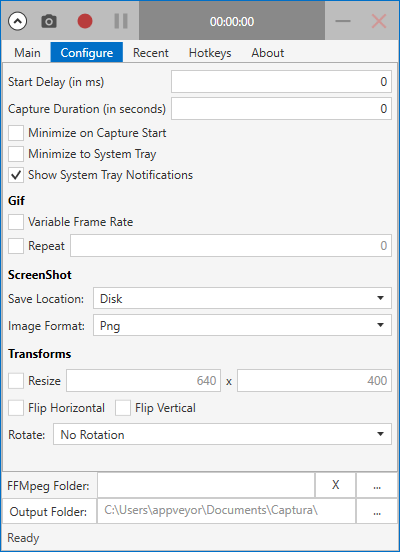 00:00:00
Main Configure Recent Hotkeys About
Start Delay (in ms) 0
Capture Duration (in seconds) 0
Minimize on Capture Start
Minimize to System Tray
Show System Tray Notifications
Gif
Variable Frame Rate
Repeat 0
ScreenShot
Save Location: Disk
Image Format: Png
Transforms
Resize 640 x 400
Flip Horizontal Flip Vertical
Rotate: No Rotation
FFMpeg Folder: X ...
Output Folder: C:\Users\appveyor\Documents\Captura\ ...
Ready